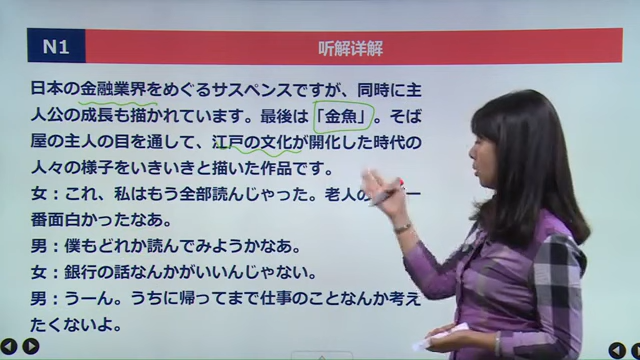 N1
听解详解
日本の金融業界をめぐるサスペンスですが、同時に主
人公の成長も描かれています。最後は「金魚」。そば
屋の主人の目を通して、江戸の文化が開化した時代の
人々の様子をいきいきと描いた作品です。
女：これ、私はもう全部読んじゃった。老人の 一
番面白かったなあ。
男：僕もどれか読んでみようかなあ。
女：銀行の話なんかがいいんじゃない。
男：うーん。うちに帰ってまで仕事のことなんか考え
たくないよ。